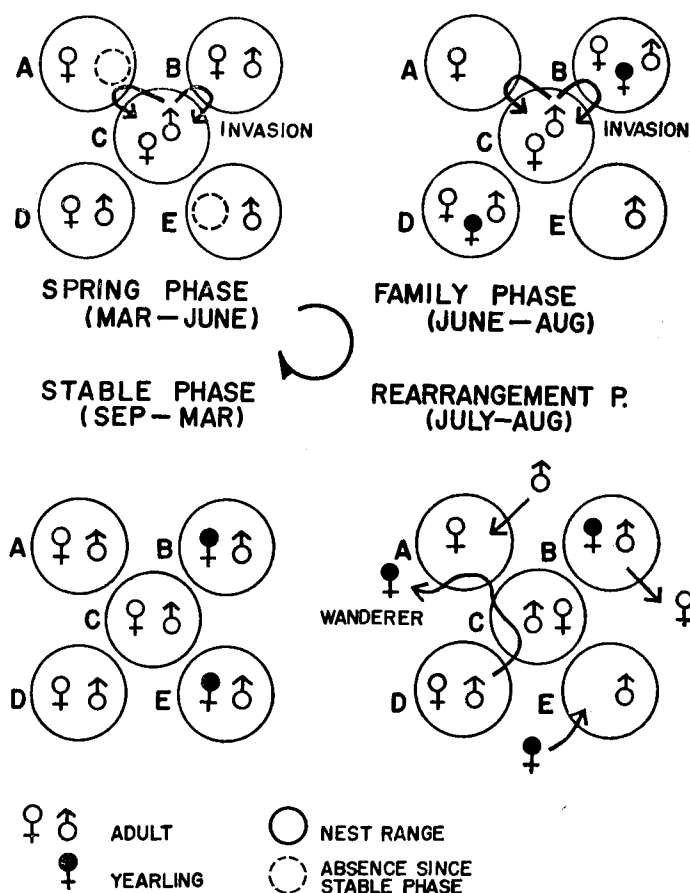 A
B
C
INVASION
D
E
SPRING PHASE
(MAR—JUNE)
A
B
C
INVASION
D
E
FAMILY PHASE
(JUNE—AUG)
STABLE PHASE
(SEP—MAR)
REARRANGEMENT P.
(JULY—AUG)
A
B
C
D
E
A
B
WANDERER
C
D
E
ADULT
YEARLING
NEST RANGE
ABSENCE SINCE
STABLE PHASE